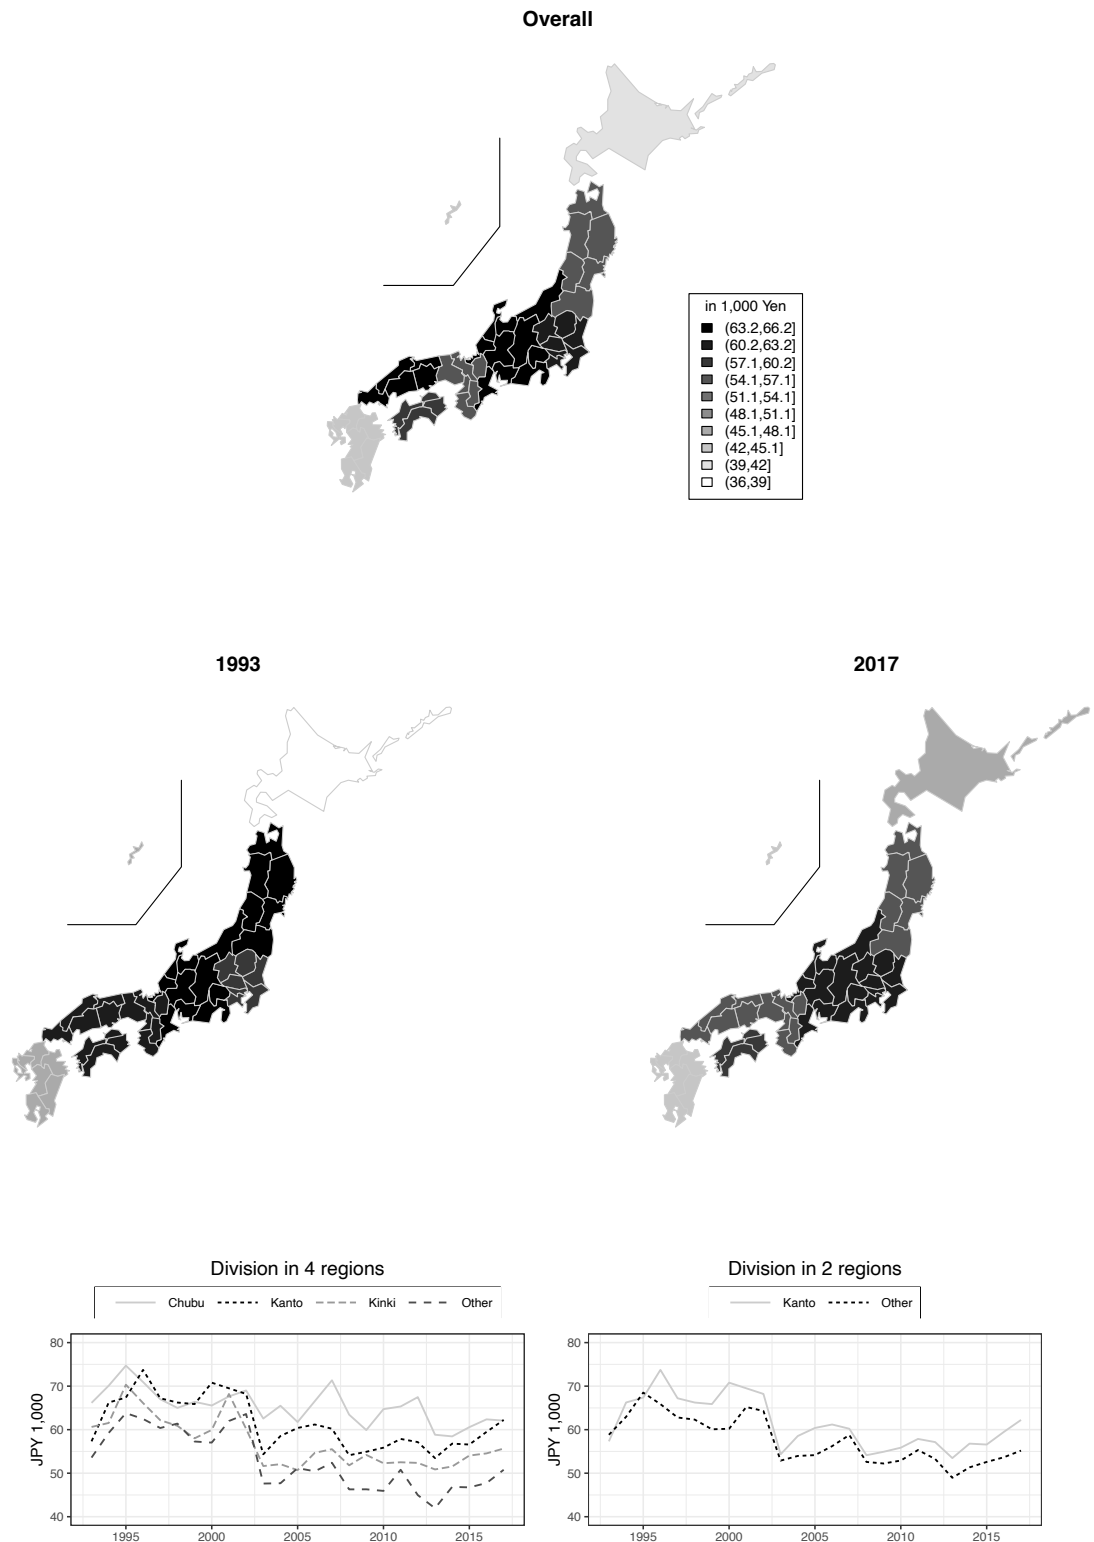 Overall
in 1,000 Yen
(63.2,66.2]
(60.2,63.2]
(57.1,60.2]
(54.1,57.1]
(51.1,54.1]
(48.1,51.1]
(45.1,48.1]
(42,45.1]
(39,42]
(36,39]
1993
2017
Division in 4 regions
Chubu Kanto Kinki Other
80
70
60
50
40
JPY 1,000
1995 2000 2005 2010 2015
Division in 2 regions
Kanto Other
80
70
60
50
40
JPY 1,000
1995 2000 2005 2010 2015